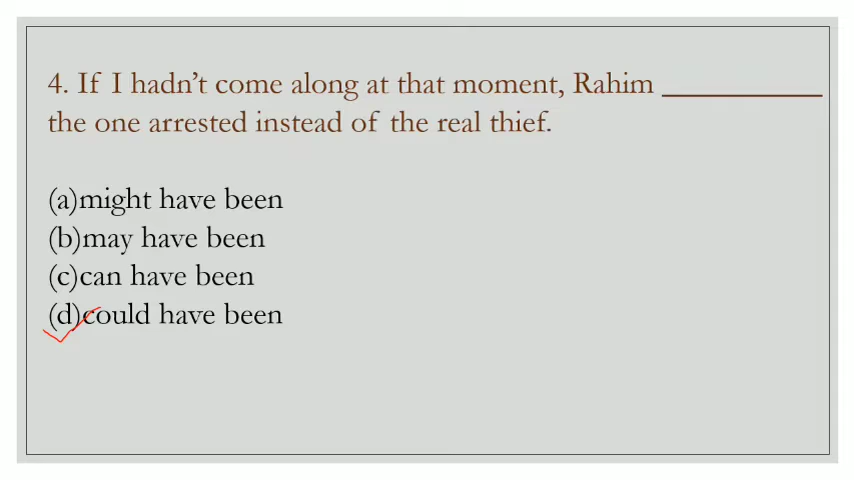 4. If I hadn't come along at that moment, Rahim __________
the one arrested instead of the real thief.
(a)might have been
(b)may have been
(c)can have been
(d)could have been